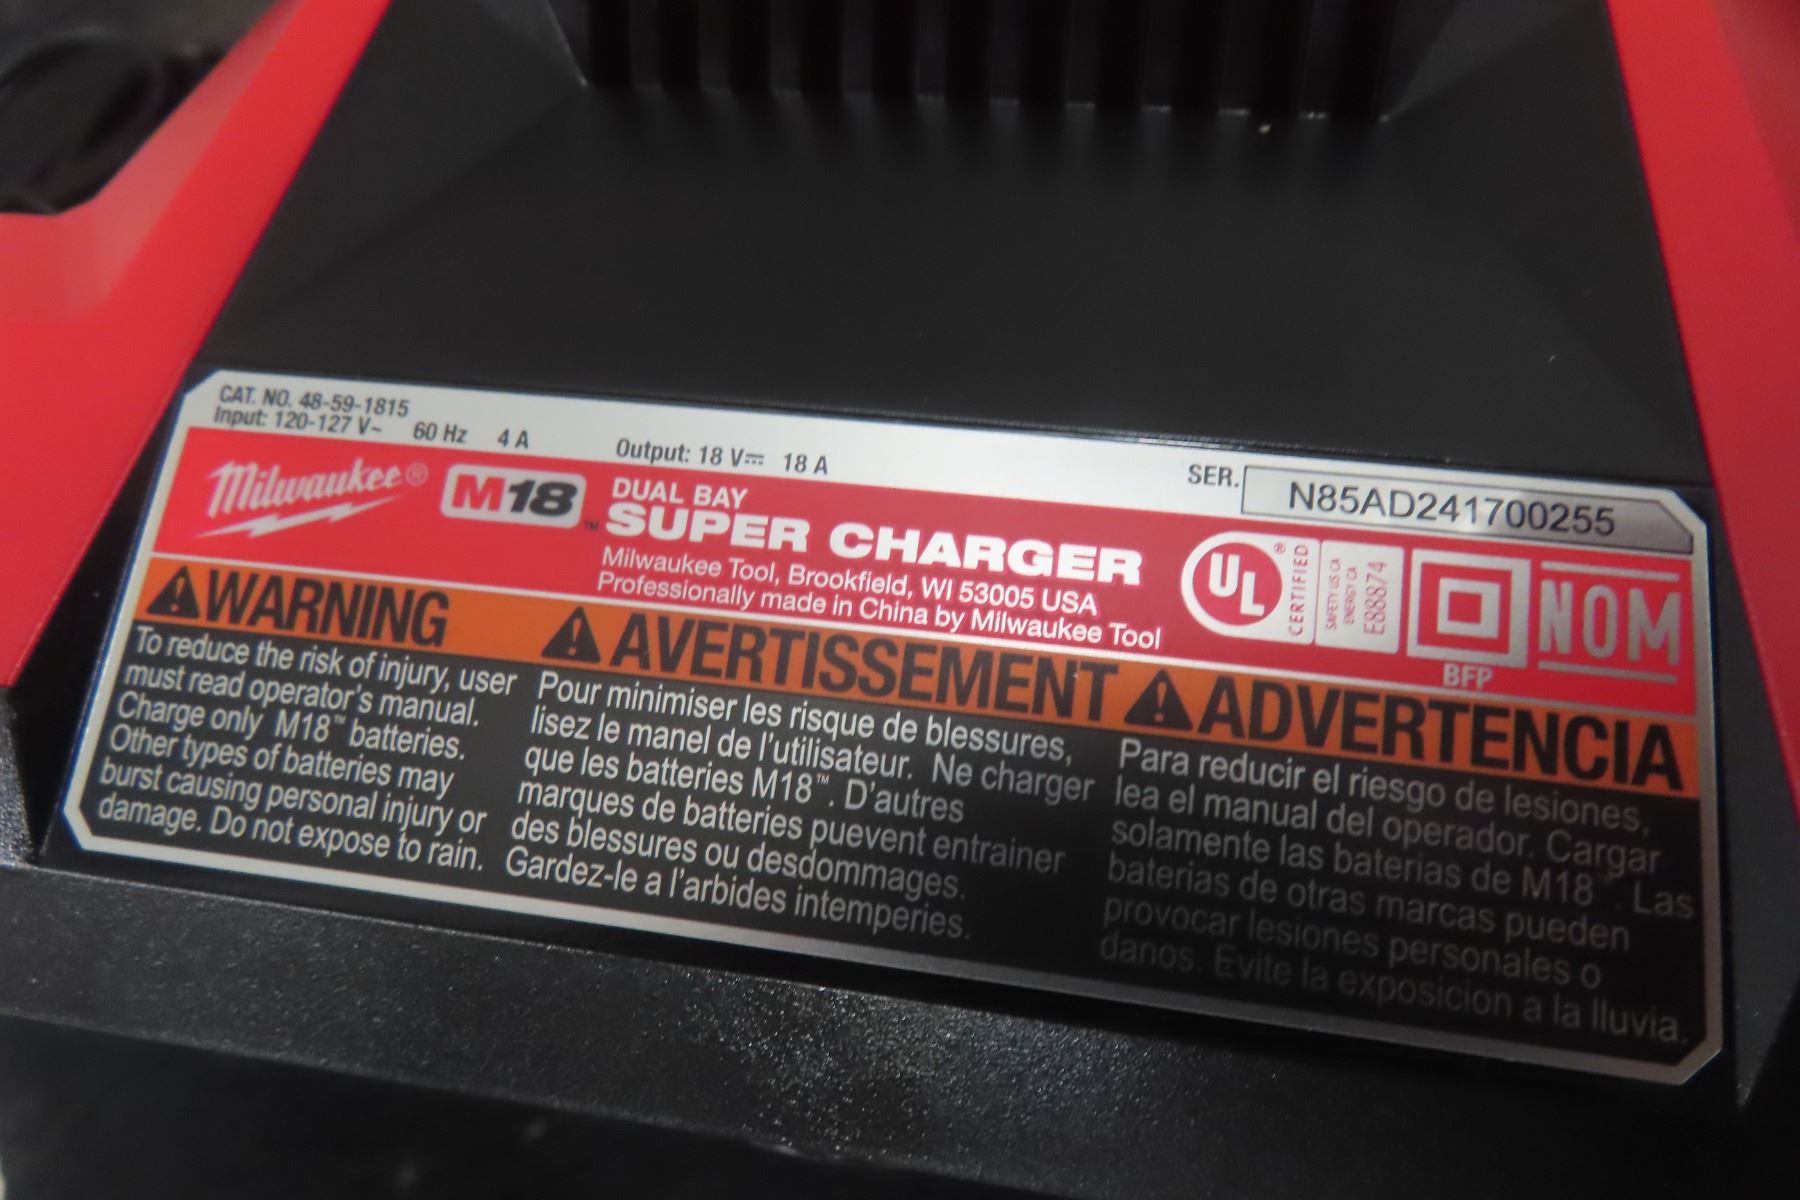 CAT. NO. 48-59-1815
Input: 120-127 V~ 60 Hz 4 A Output: 18 V⎓ 18 A
SER. N85AD241700255
Milwaukee® M18™
DUAL BAY
SUPER CHARGER
Milwaukee Tool, Brookfield, WI 53005 USA
Professionally made in China by Milwaukee Tool
UL ® CERTIFIED
SAFETY US CA
ENERGY CA
E88874
BFP
NOM
⚠WARNING
To reduce the risk of injury, user
must read operator's manual.
Charge only M18™ batteries.
Other types of batteries may
burst causing personal injury or
damage. Do not expose to rain.
⚠AVERTISSEMENT
Pour minimiser les risque de blessures,
lisez le manel de l'utilisateur. Ne charger
que les batteries M18™. D'autres
marques de batteries puevent entrainer
des blessures ou desdommages.
Gardez-le a l'arbides intemperies.
⚠ADVERTENCIA
Para reducir el riesgo de lesiones,
lea el manual del operador. Cargar
solamente las baterias de M18™. Las
baterias de otras marcas pueden
provocar lesiones personales o
danos. Evite la exposicion a la lluvia.